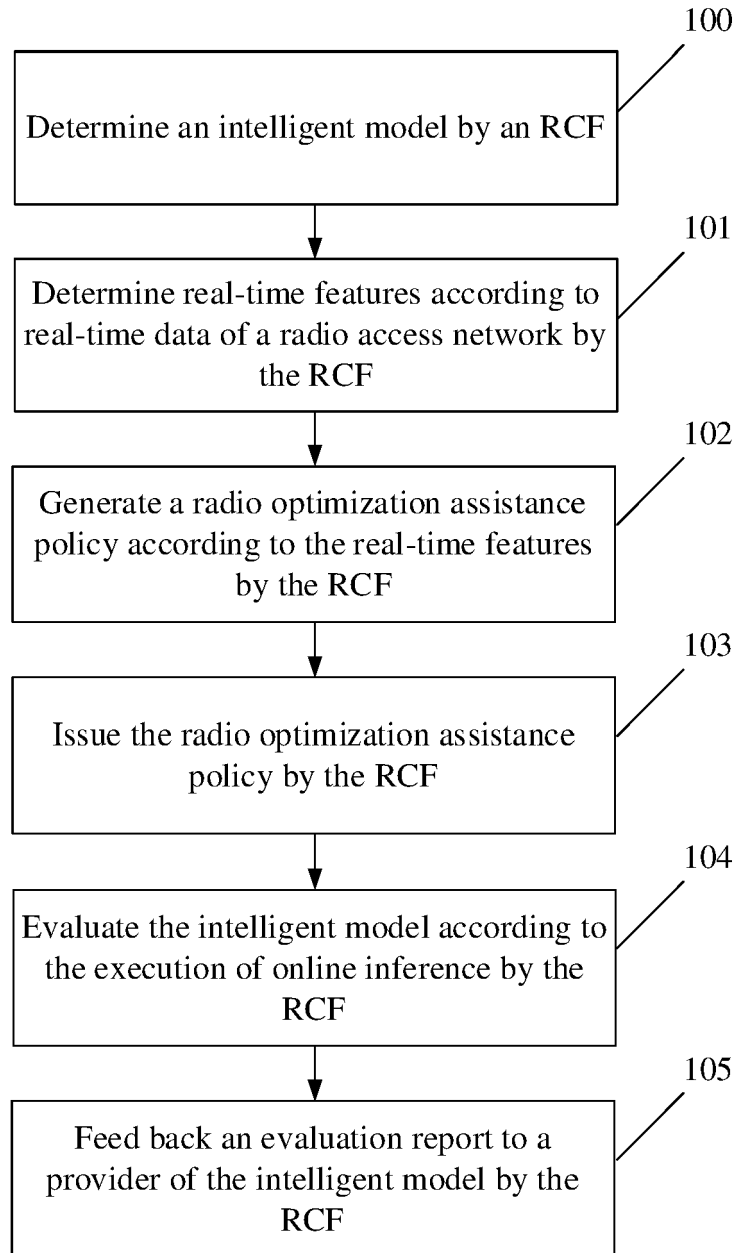 100
Determine an intelligent model by an RCF
101
Determine real-time features according to
real-time data of a radio access network by
the RCF
102
Generate a radio optimization assistance
policy according to the real-time features
by the RCF
103
Issue the radio optimization assistance
policy by the RCF
104
Evaluate the intelligent model according to
the execution of online inference by the
RCF
105
Feed back an evaluation report to a
provider of the intelligent model by the
RCF